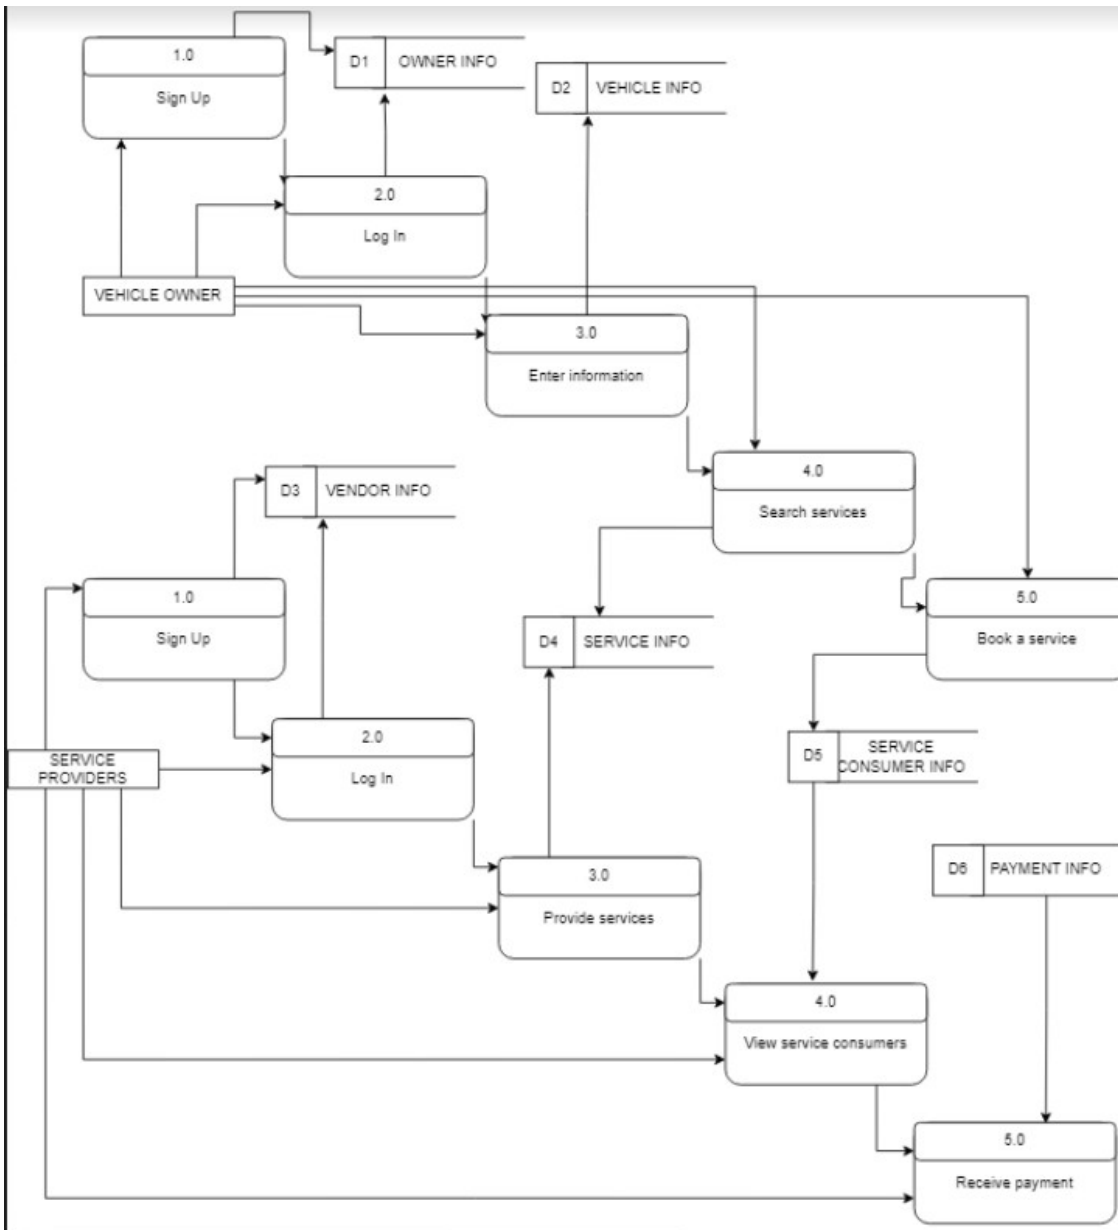 1.0
Sign Up
D1
OWNER INFO
D2
VEHICLE INFO
2.0
Log In
VEHICLE OWNER
3.0
Enter information
4.0
Search services
D3
VENDOR INFO
1.0
Sign Up
5.0
Book a service
D4
SERVICE INFO
2.0
Log In
SERVICE
PROVIDERS
D5
SERVICE
CONSUMER INFO
3.0
Provide services
D6
PAYMENT INFO
4.0
View service consumers
5.0
Receive payment